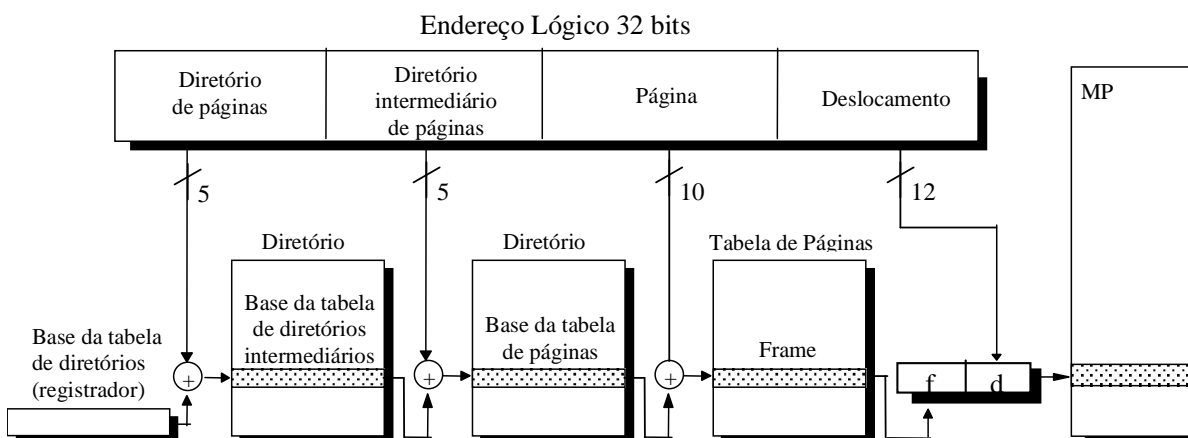 Endereço Lógico 32 bits
Diretório
de páginas
Diretório
intermediário
de páginas
Página
Deslocamento
MP
5
5
10
12
Diretório
Diretório
Tabela de Páginas
Base da tabela
de diretórios
(registrador)
+
Base da tabela
de diretórios
intermediários
+
Base da tabela
de páginas
+
Frame
f
d